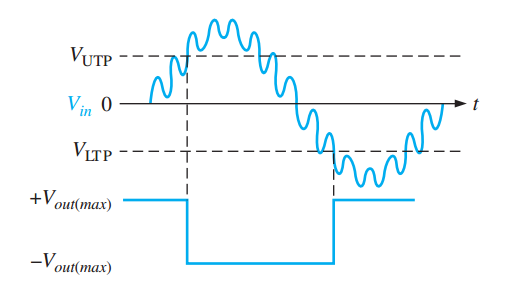 V_UTP
V_in 0
t
V_LTP
+V_out(max)
−V_out(max)